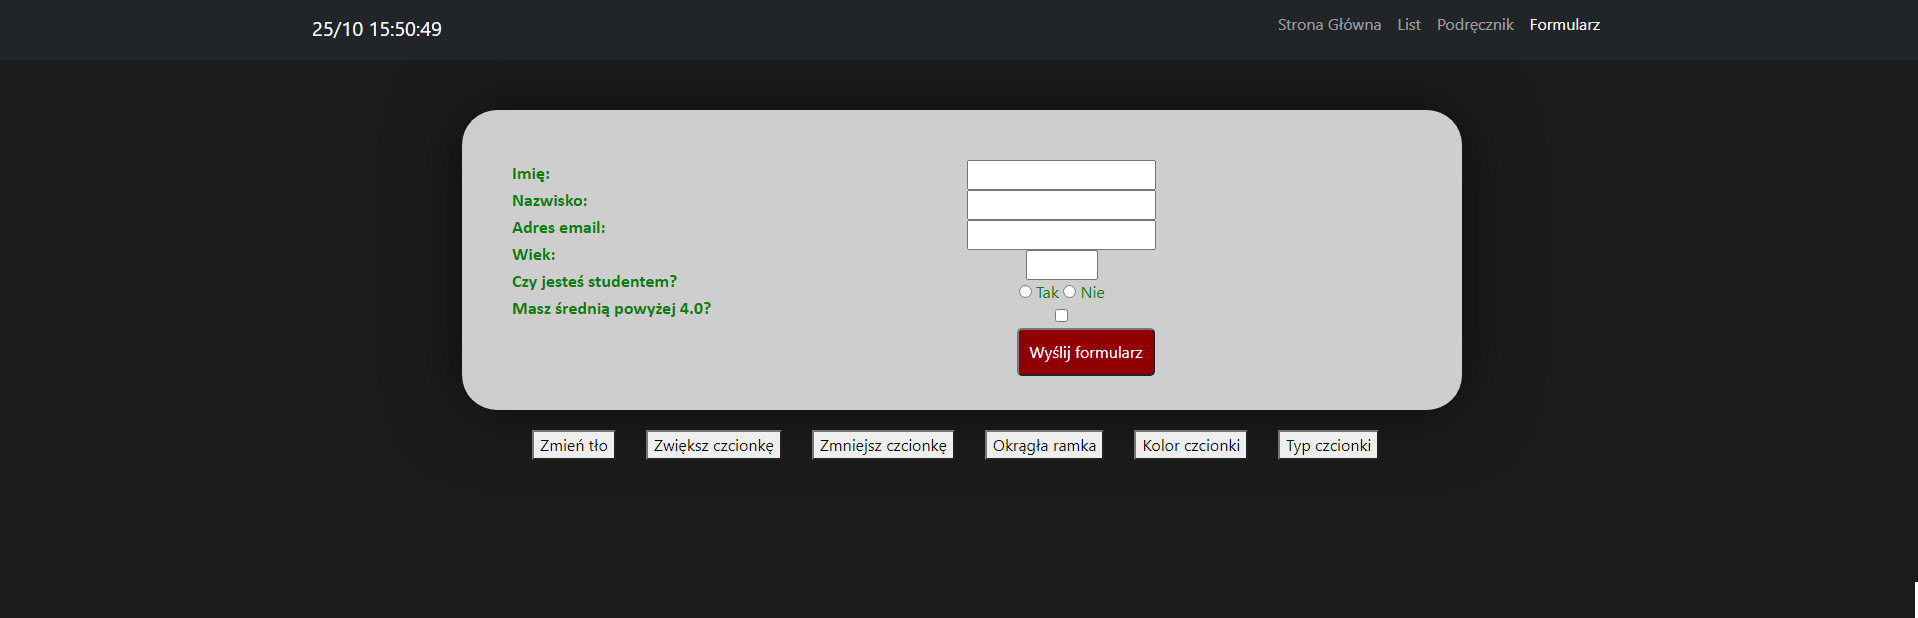 25/10 15:50:49
Strona Główna List Podręcznik Formularz
Imię:
Nazwisko:
Adres email:
Wiek:
Czy jesteś studentem?
Tak Nie
Masz średnią powyżej 4.0?
Wyślij formularz
Zmień tło Zwiększ czcionkę Zmniejsz czcionkę Okrągła ramka Kolor czcionki Typ czcionki